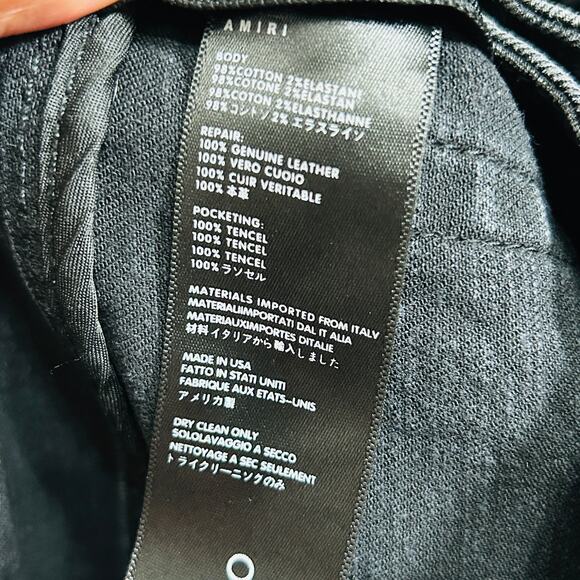 AMIRI
BODY
98%COTTON 2%ELASTANE
98%COTONE 2%ELASTAN
98%COTON 2%ELASTHANNE
98%コントン 2% エラスライソ
REPAIR:
100% GENUINE LEATHER
100% VERO CUOIO
100% CUIR VERITABLE
100% 本革
POCKETING:
100% TENCEL
100% TENCEL
100% TENCEL
100%ラソセル
MATERIALS IMPORTED FROM ITALY
MATERIALIIMPORTATI DAL IT ALIA
MATERIAUXIMPORTES DITALIE
材料 イタリアから輸入しました
MADE IN USA
FATTO IN STATI UNITI
FABRIQUE AUX ETATS-UNIS
アメリカ製
DRY CLEAN ONLY
SOLOLAVAGGIO A SECCO
NETTOYAGE A SEC SEULEMENT
トライクリーニングのみ